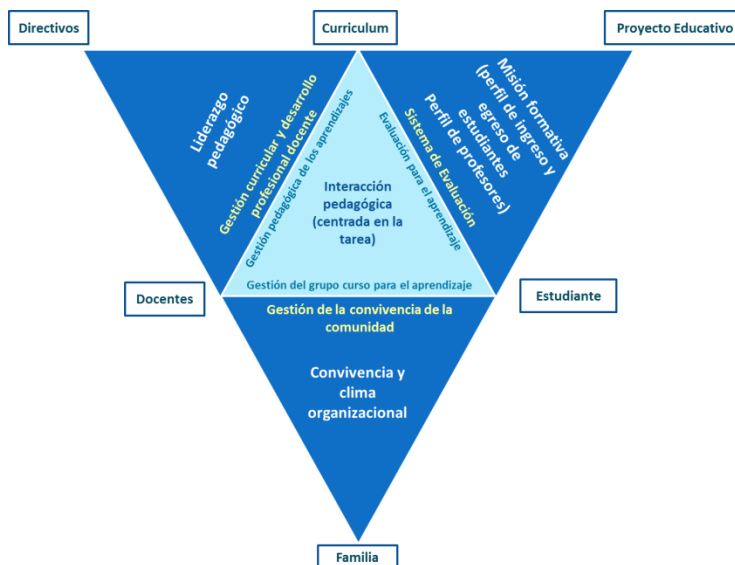 Directivos
Curriculum
Proyecto Educativo
Liderazgo
pedagógico
Gestión curricular y desarrollo
profesional docente
Gestión pedagógica de los aprendizajes
Interacción
pedagógica
(centrada en la
tarea)
Evaluación para el aprendizaje
Sistema de Evaluación
Misión formativa
(perfil de ingreso y
egreso de
estudiantes
Perfil de profesores)
Gestión del grupo curso para el aprendizaje
Docentes
Estudiante
Gestión de la convivencia de la
comunidad
Convivencia y
clima
organizacional
Familia